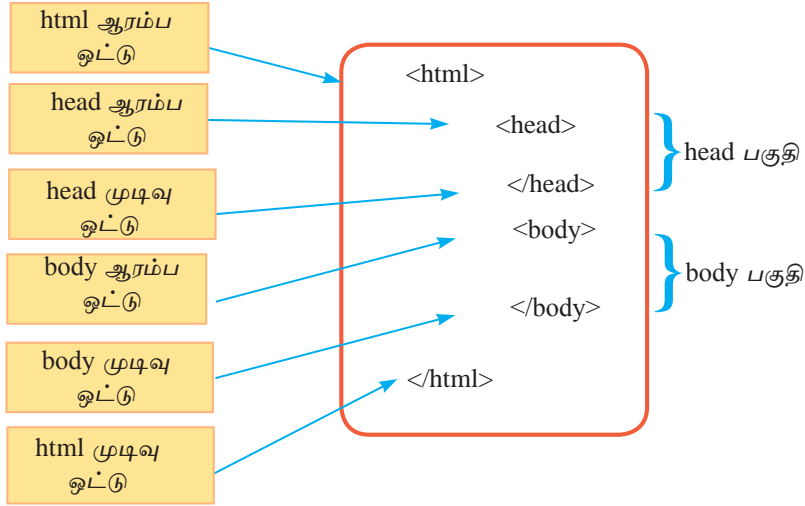 html ஆரம்ப
ஒட்டு
head ஆரம்ப
ஒட்டு
head முடிவு
ஒட்டு
body ஆரம்ப
ஒட்டு
body முடிவு
ஒட்டு
html முடிவு
ஒட்டு
<html>
<head>
</head>
<body>
</body>
</html>
head பகுதி
body பகுதி